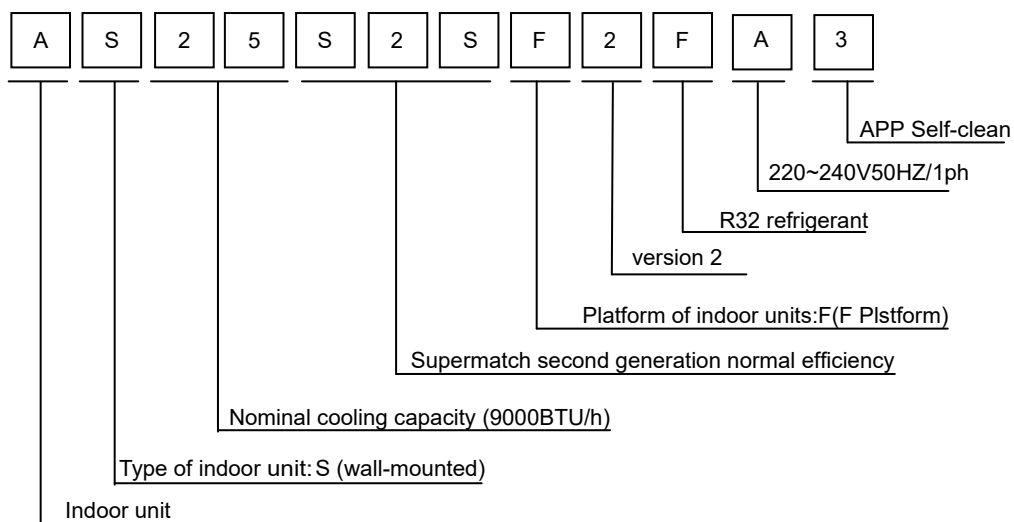 A S 2 5 S 2 S F 2 F A 3
APP Self-clean
220~240V50HZ/1ph
R32 refrigerant
version 2
Platform of indoor units:F(F Plstform)
Supermatch second generation normal efficiency
Nominal cooling capacity (9000BTU/h)
Type of indoor unit: S (wall-mounted)
Indoor unit